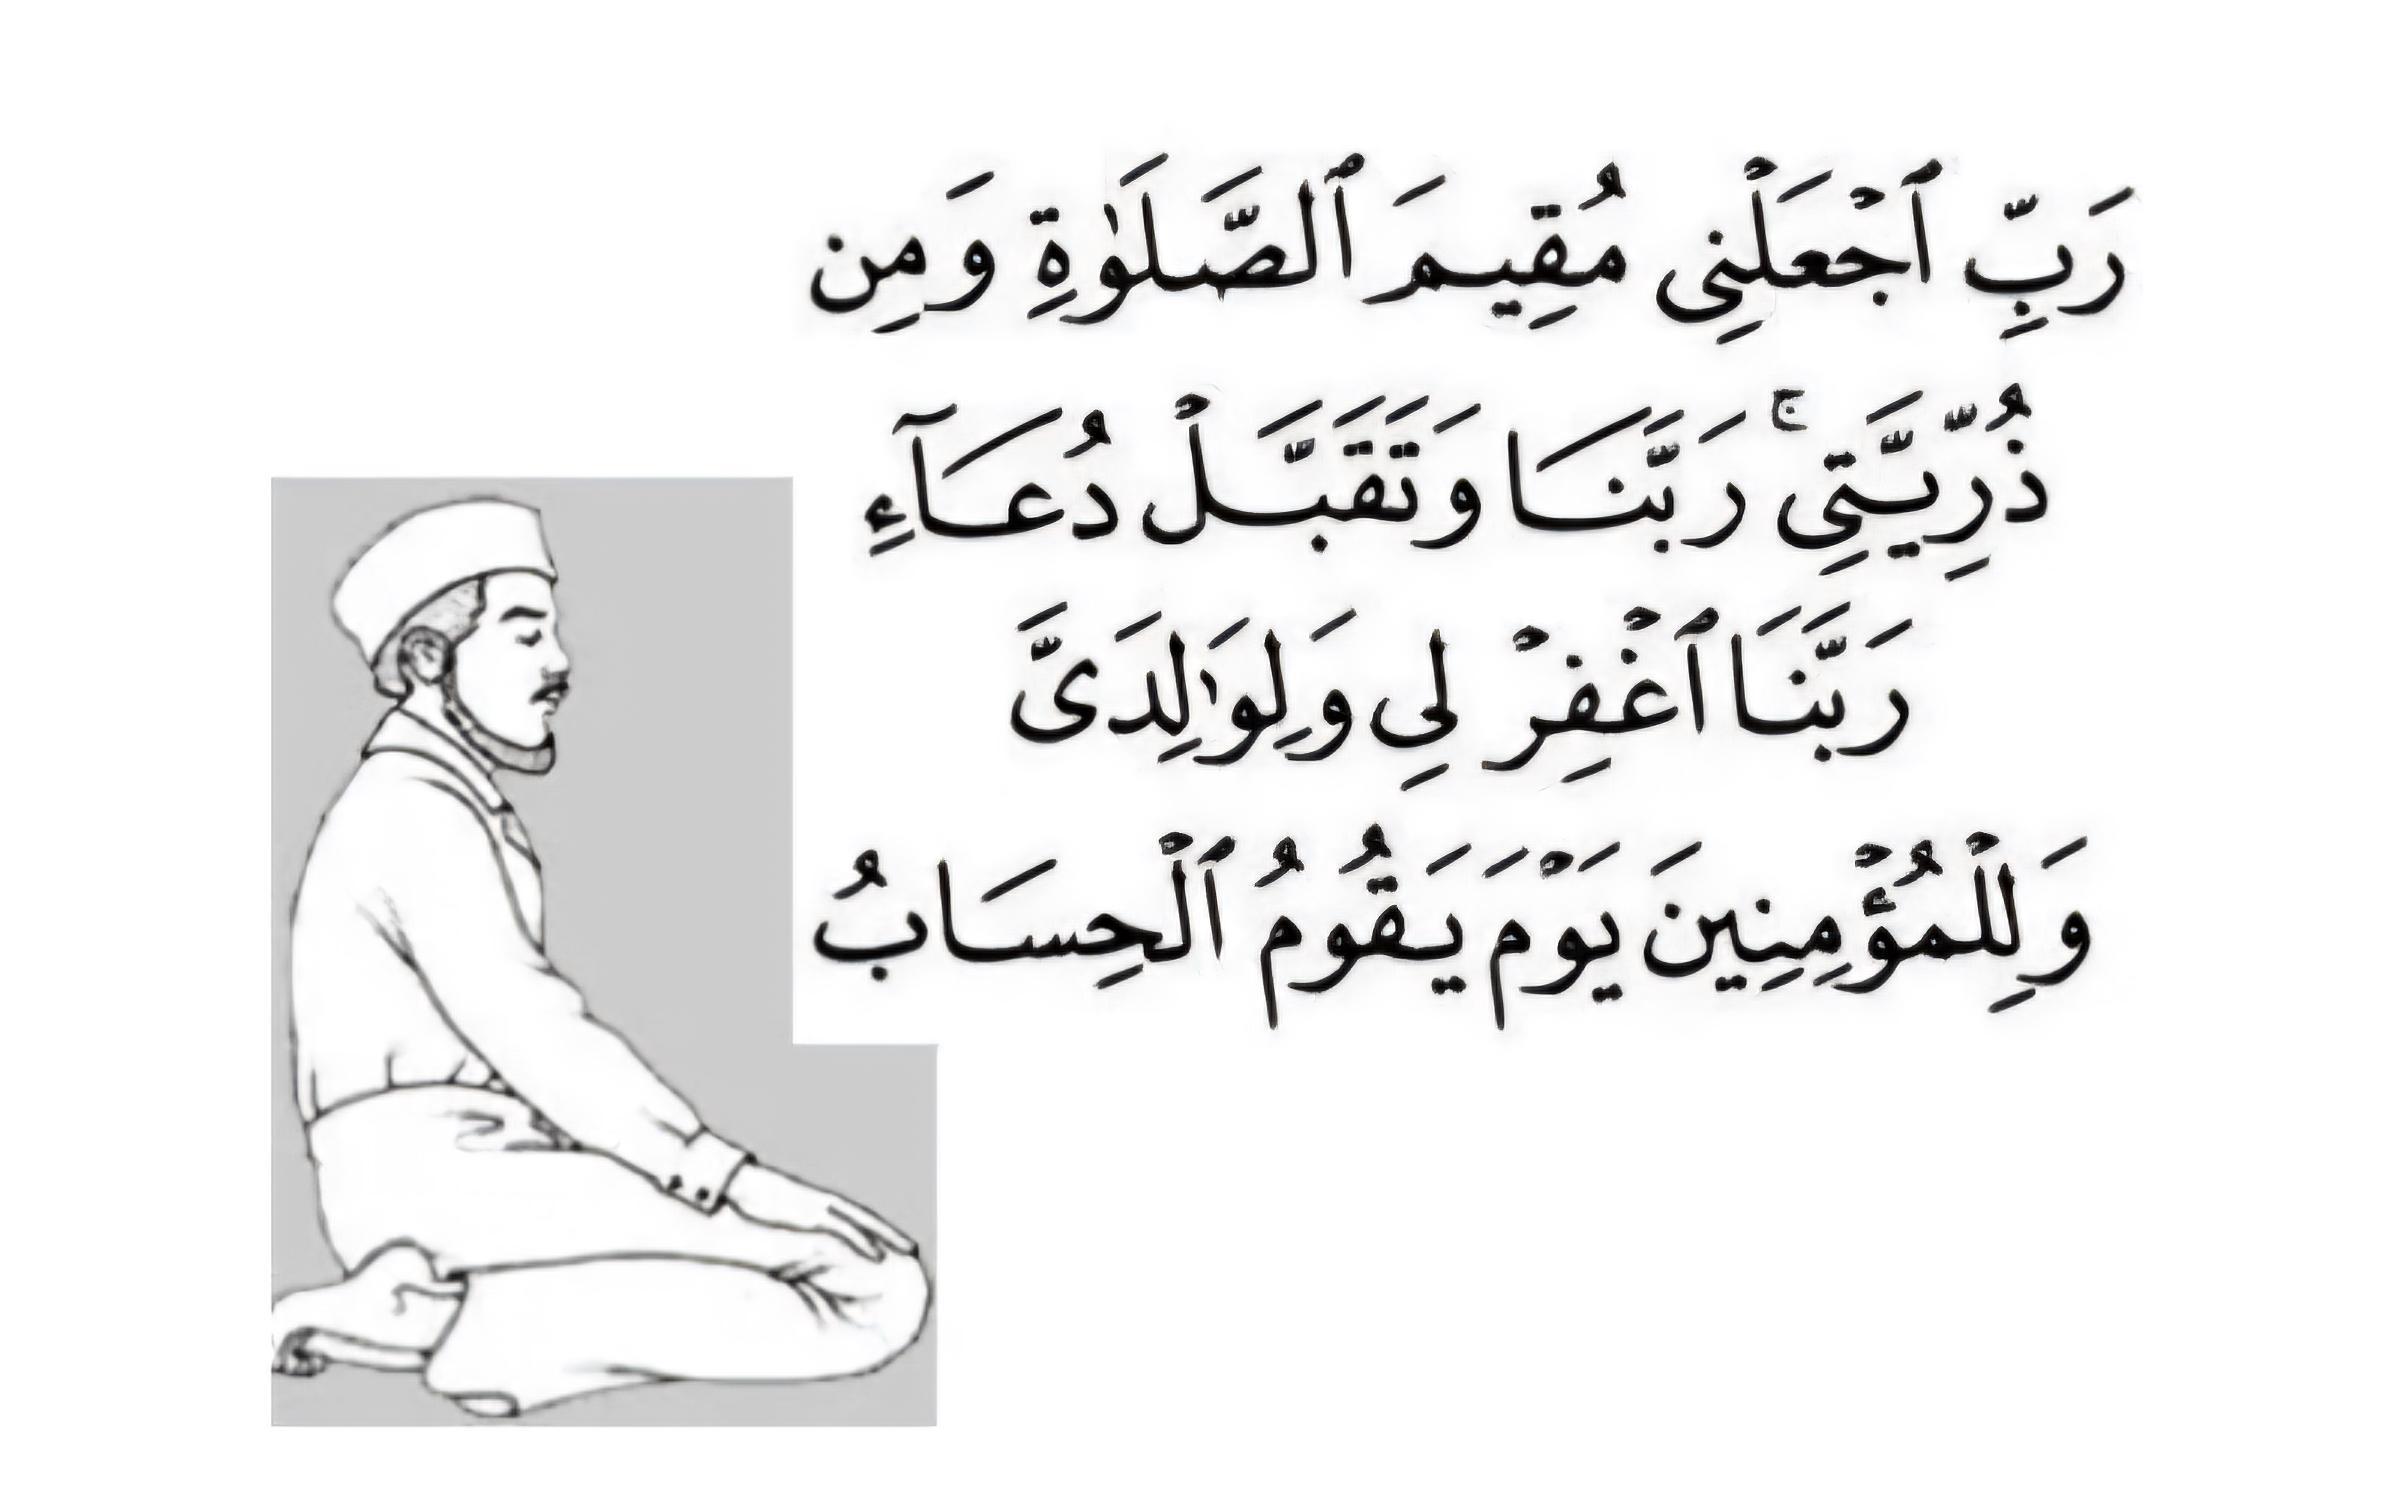 رَبِّ ٱجْعَلْنِى مُقِيمَ ٱلصَّلَوٰةِ وَمِن
ذُرِّيَّتِى ۚ رَبَّنَا وَتَقَبَّلْ دُعَآءِ
رَبَّنَا ٱغْفِرْ لِى وَلِوَٰلِدَىَّ
وَلِلْمُؤْمِنِينَ يَوْمَ يَقُومُ ٱلْحِسَابُ